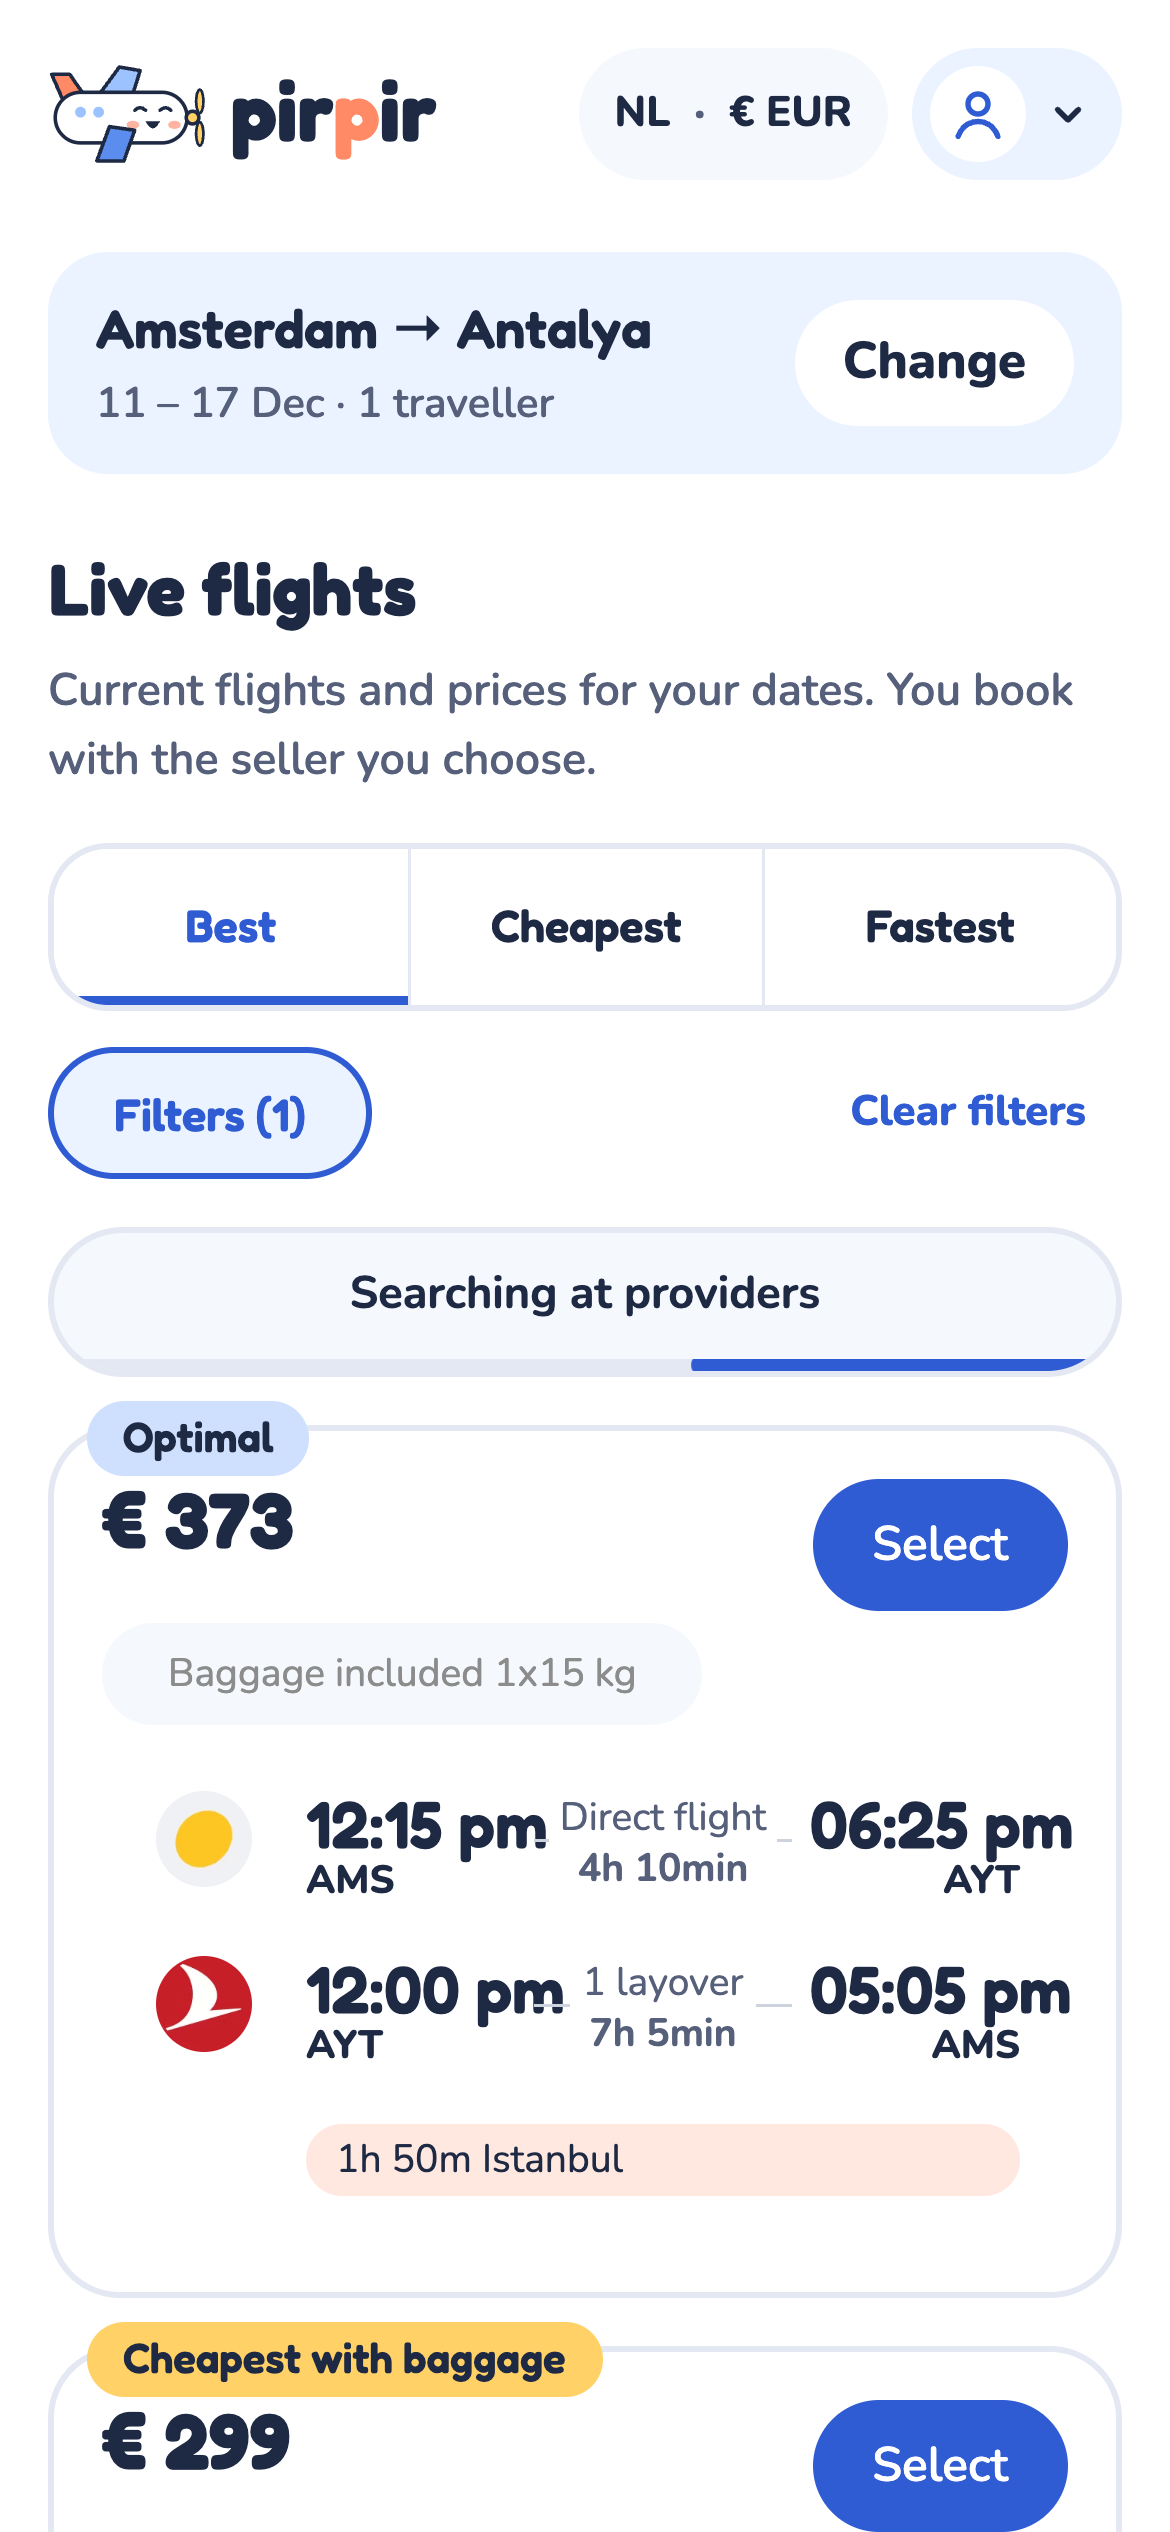 pirpir
NL · € EUR
Amsterdam → Antalya
11 – 17 Dec · 1 traveller
Change
Live flights
Current flights and prices for your dates. You book
with the seller you choose.
Best
Cheapest
Fastest
Filters (1)
Clear filters
Searching at providers
Optimal
€ 373
Select
Baggage included 1x15 kg
12:15 pm
Direct flight
06:25 pm
AMS
4h 10min
AYT
12:00 pm
1 layover
05:05 pm
AYT
7h 5min
AMS
1h 50m Istanbul
Cheapest with baggage
€ 299
Select